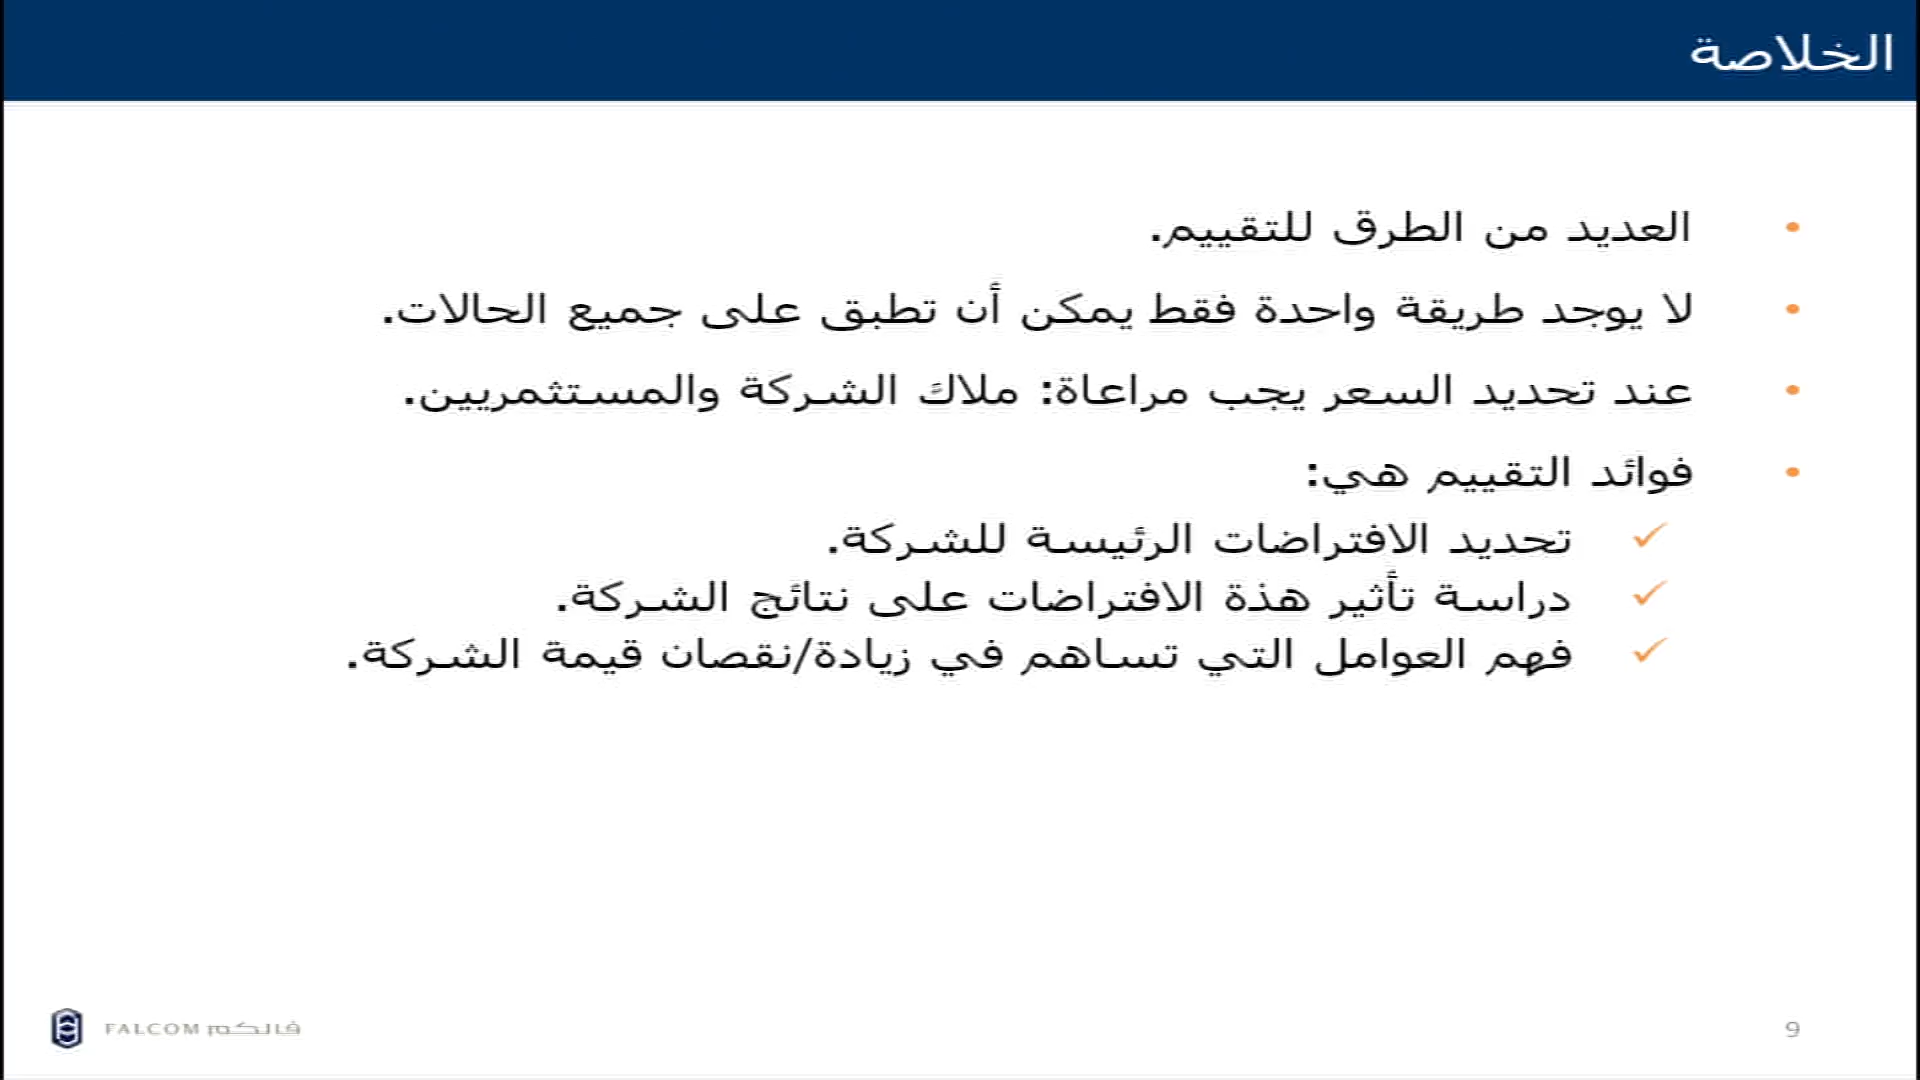 الخلاصة
• العديد من الطرق للتقييم.
• لا يوجد طريقة واحدة فقط يمكن أن تطبق على جميع الحالات.
• عند تحديد السعر يجب مراعاة: ملاكَ الشركة والمستثمريين.
• فوائد التقييم هي:
✓ تحديد الافتراضات الرئيسة للشركة.
✓ دراسة تأثير هذة الافتراضات على نتائج الشركة.
✓ فهم العوامل التي تساهم في زيادة/نقصان قيمة الشركة.
FALCOM فالكم
9